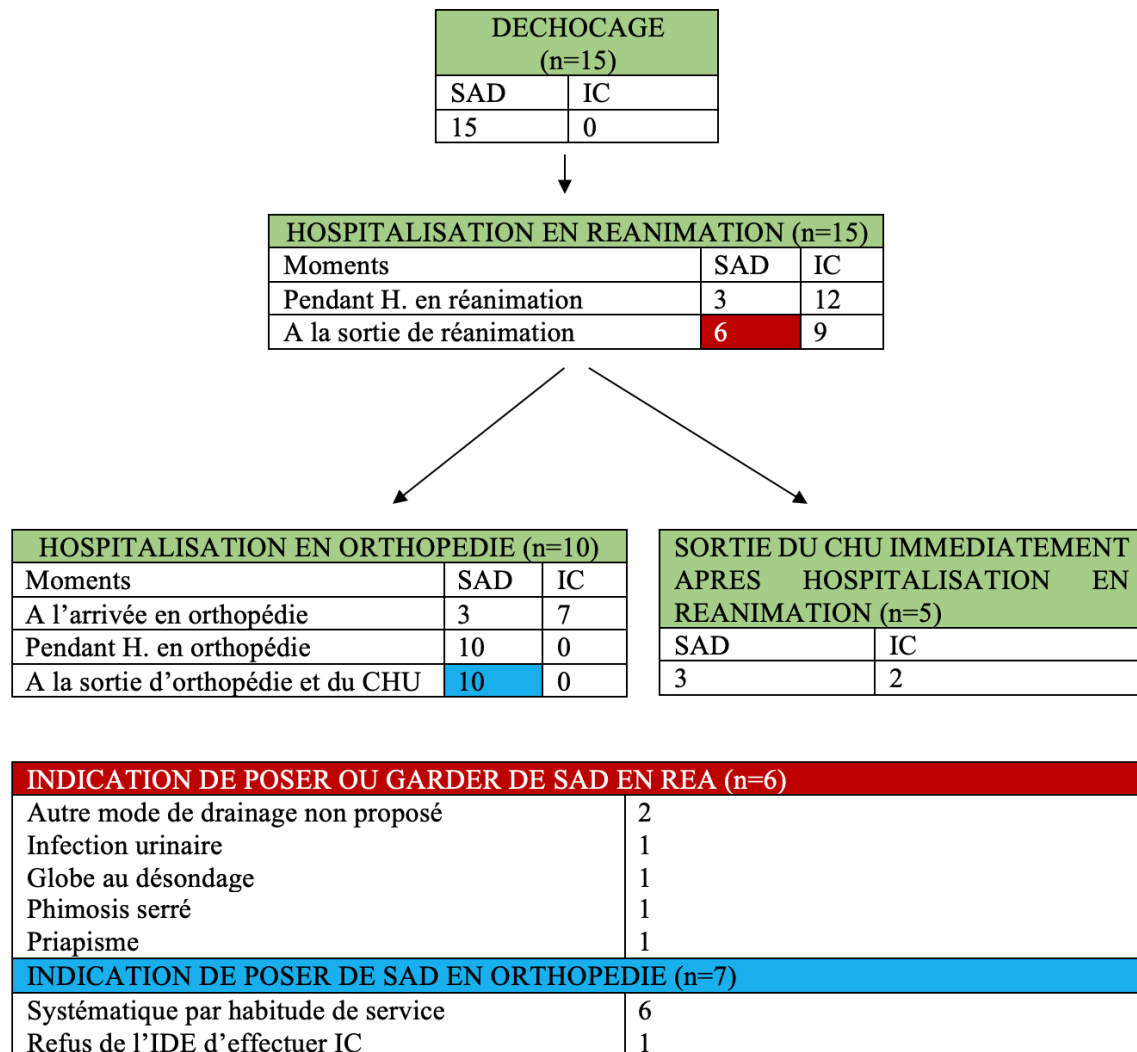 DECHOCAGE
(n=15)
SAD IC
15 0
HOSPITALISATION EN REANIMATION (n=15)
Moments SAD IC
Pendant H. en réanimation 3 12
A la sortie de réanimation 6 9
HOSPITALISATION EN ORTHOPEDIE (n=10)
Moments SAD IC
A l'arrivée en orthopédie 3 7
Pendant H. en orthopédie 10 0
A la sortie d'orthopédie et du CHU 10 0
SORTIE DU CHU IMMEDIATEMENT
APRES HOSPITALISATION EN
REANIMATION (n=5)
SAD IC
3 2
INDICATION DE POSER OU GARDER DE SAD EN REA (n=6)
Autre mode de drainage non proposé 2
Infection urinaire 1
Globe au désondage 1
Phimosis serré 1
Priapisme 1
INDICATION DE POSER DE SAD EN ORTHOPEDIE (n=7)
Systématique par habitude de service 6
Refus de l'IDE d'effectuer IC 1